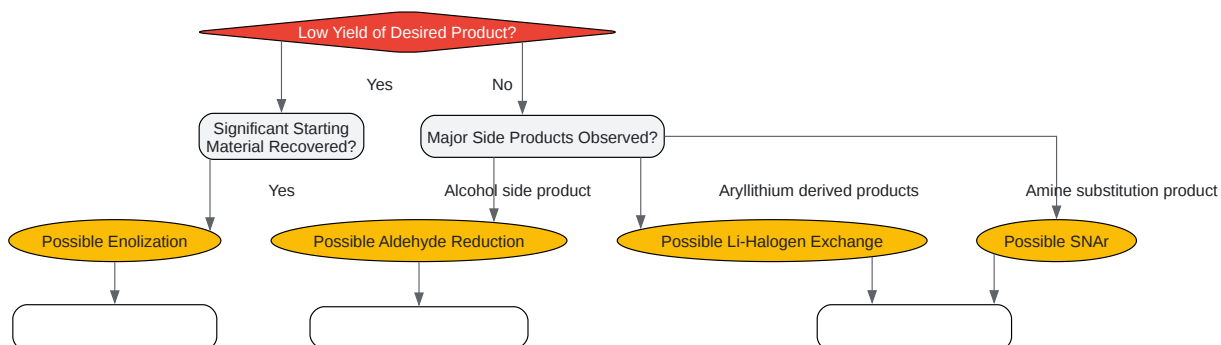 Low Yield of Desired Product?
Yes
No
Significant Starting
Material Recovered?
Major Side Products Observed?
Yes
Alcohol side product
Aryllithium derived products
Amine substitution product
Possible Enolization
Possible Aldehyde Reduction
Possible Li-Halogen Exchange
Possible SNAr